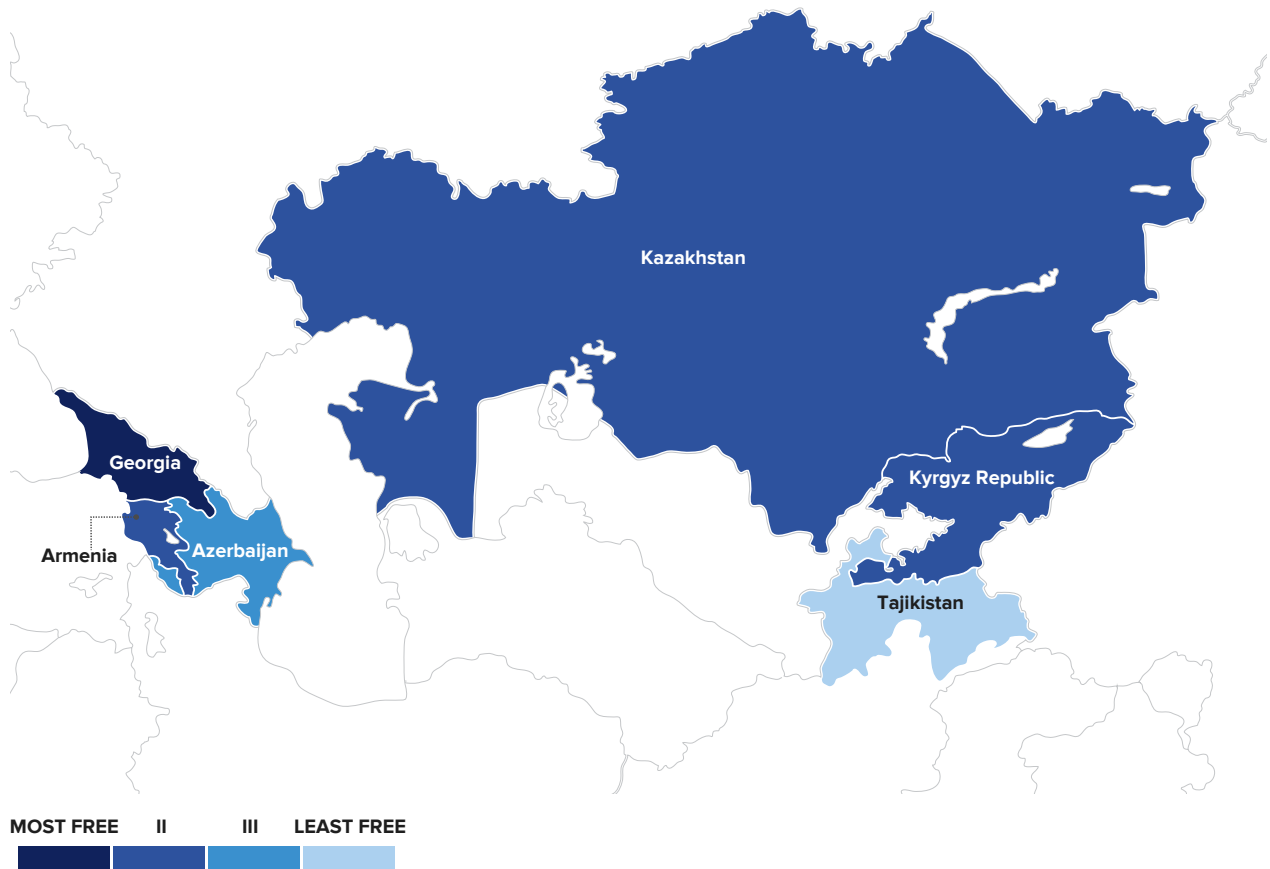 Kazakhstan
Georgia
Kyrgyz Republic
Armenia
Azerbaijan
Tajikistan
MOST FREE II III LEAST FREE